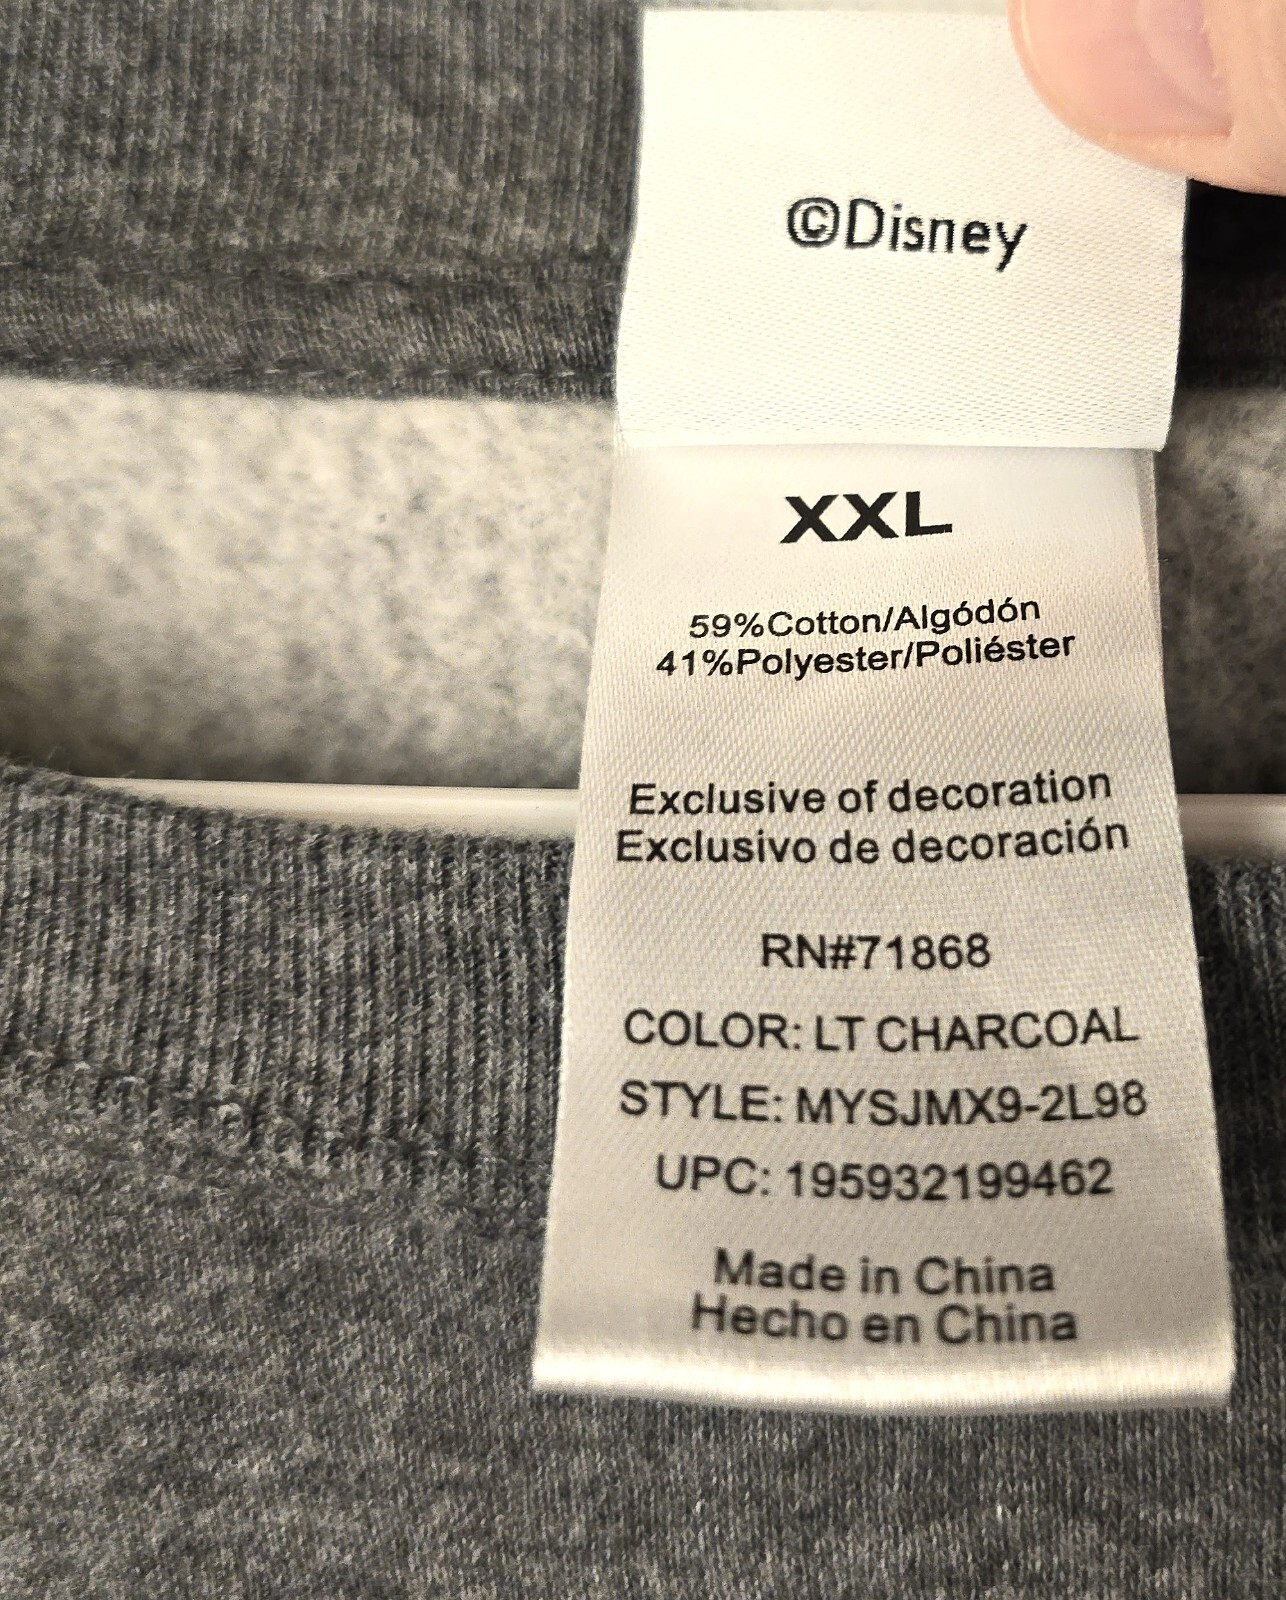 ©Disney
XXL
59%Cotton/Algódón
41%Polyester/Poliéster
Exclusive of decoration
Exclusivo de decoración
RN#71868
COLOR: LT CHARCOAL
STYLE: MYSJMX9-2L98
UPC: 195932199462
Made in China
Hecho en China